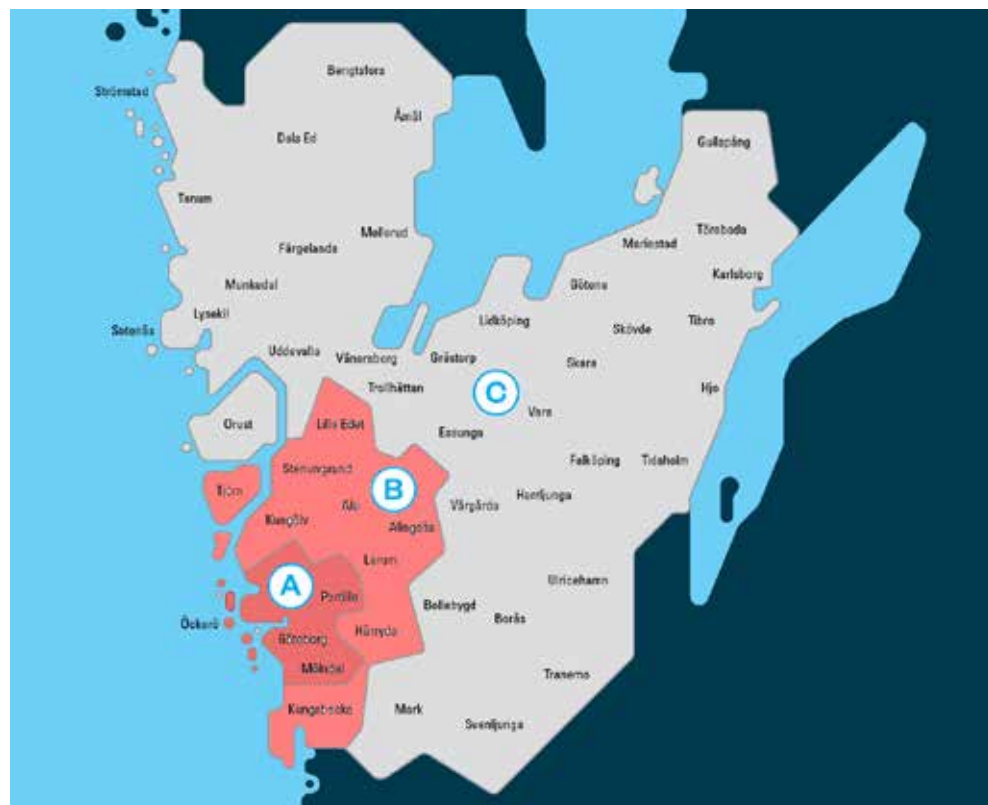 Bengtsfors
Strömstad
Åmål
Dals Ed
Gullspång
Tanum
Mellerud
Töreboda
Färgelanda
Mariestad
Karlsborg
Munkedal
Götene
Lysekil
Lidköping
Tibro
Sotenäs
Skövde
Uddevalla
Vänersborg
Grästorp
Skara
Trollhättan
C
Hjo
Vara
Orust
Lilla Edet
Essunga
Falköping
Tidaholm
Stenungsund
Tjörn
B
Herrljunga
Ale
Vårgårda
Kungälv
Alingsås
Lerum
A
Ulricehamn
Partille
Bollebygd
Borås
Öckerö
Härryda
Göteborg
Mölndal
Tranemo
Kungsbacka
Mark
Svenljunga